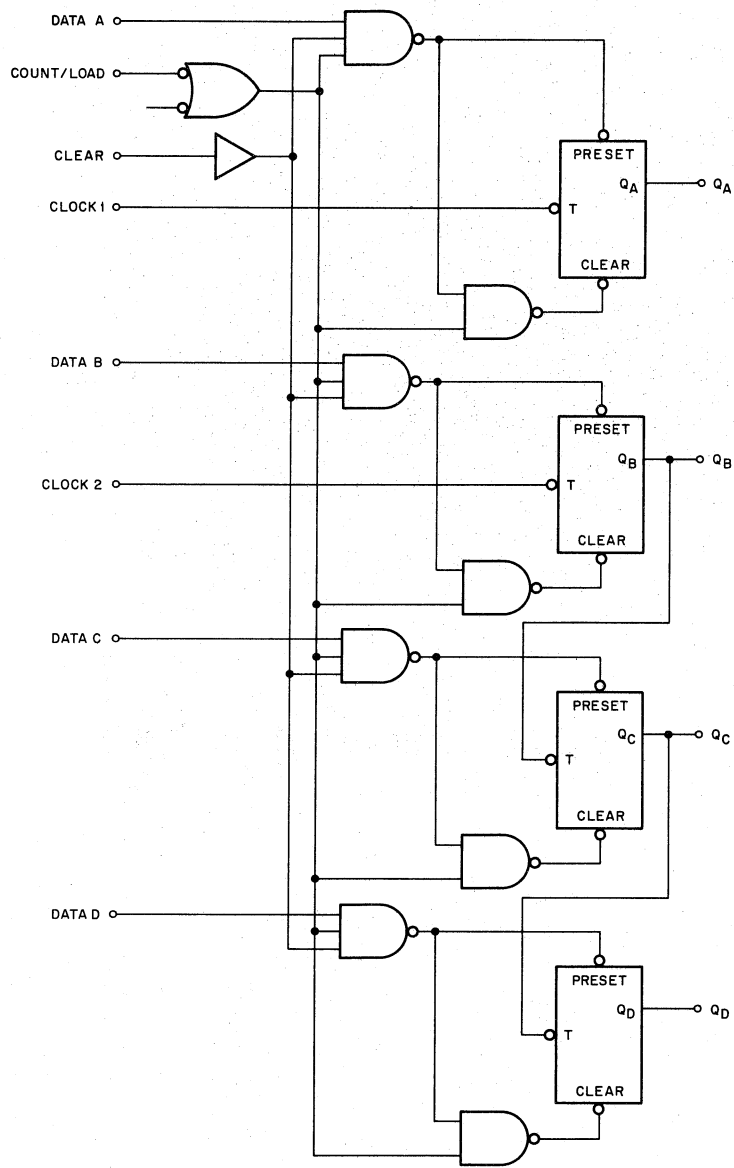 DATA A
COUNT/LOAD
CLEAR
CLOCK 1
PRESET
QA
QA
T
CLEAR
DATA B
PRESET
QB
QB
CLOCK 2
T
CLEAR
DATA C
PRESET
QC
QC
T
CLEAR
DATA D
PRESET
QD
QD
T
CLEAR